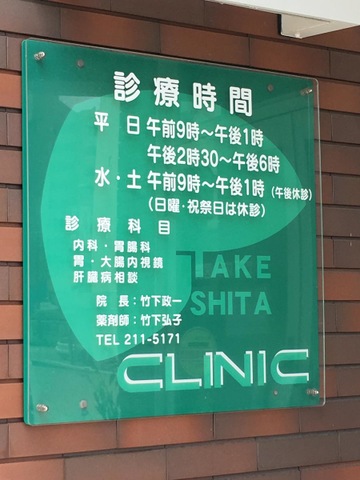 診療時間
平日 午前9時～午後1時
午後2時30～午後6時
水・土 午前9時～午後1時 (午後休診)
(日曜・祝祭日は休診)
診療科目
内科・胃腸科
胃・大腸内視鏡
肝臓病相談
TAKE
SHITA
院長：竹下政一
薬剤師：竹下弘子
TEL 211-5171
CLINIC